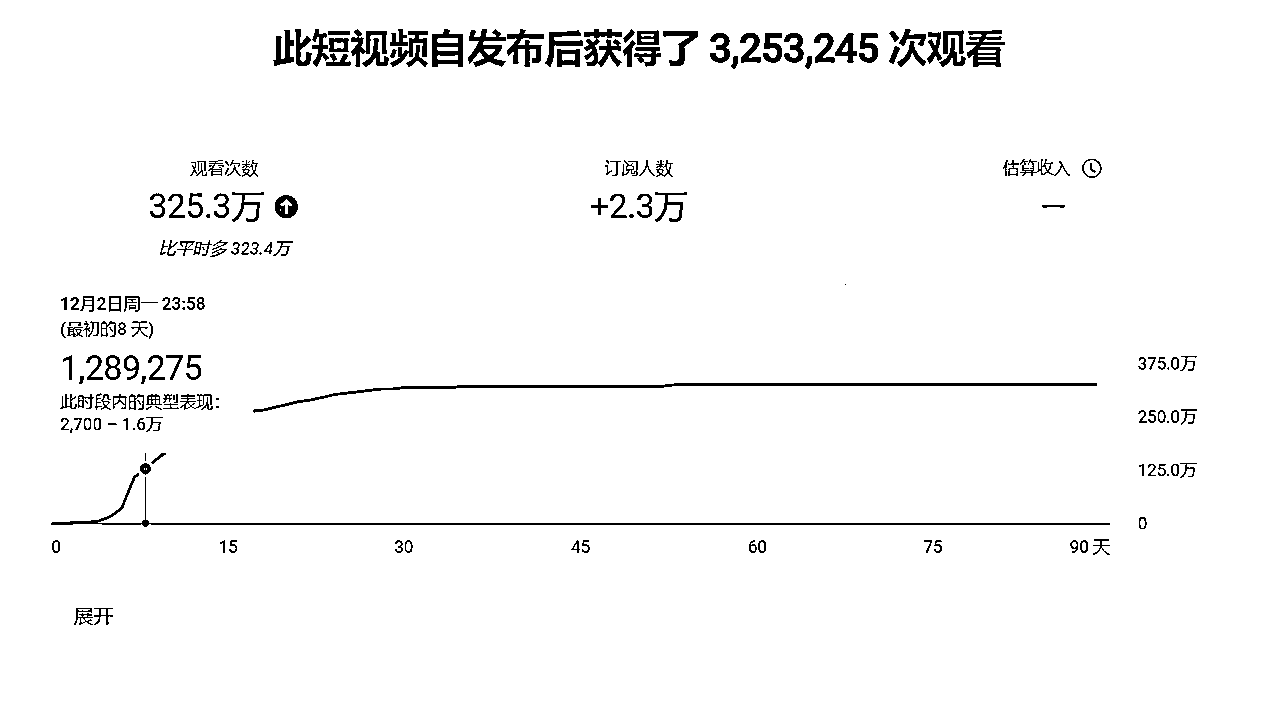 此短视频自发布后获得了 3,253,245 次观看
观看次数
325.3万
比平时多 323.4万
订阅人数
+2.3万
估算收入
—
12月2日周一 23:58
(最初的8 天)
1,289,275
此时段内的典型表现:
2,700 – 1.6万
375.0万
250.0万
125.0万
0
0 15 30 45 60 75 90 天
展开